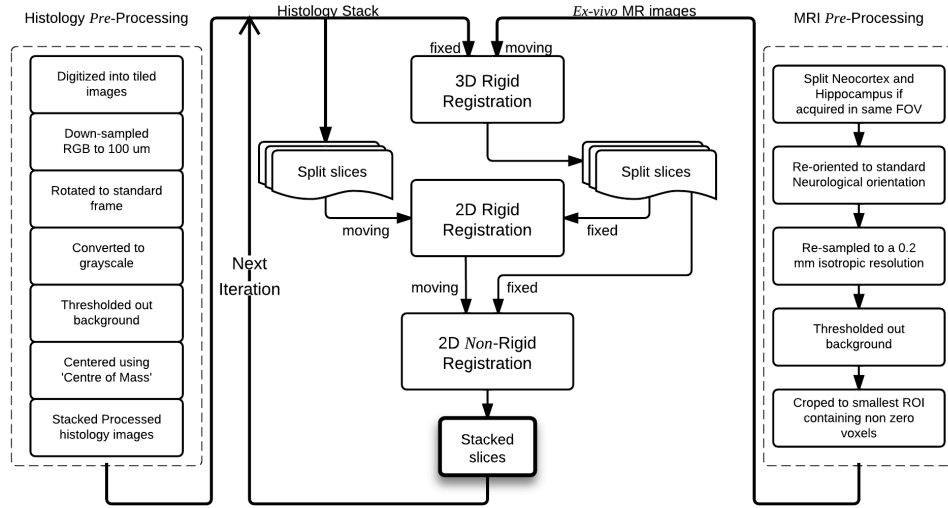 Histology Pre-Processing
Digitized into tiled
images
Down-sampled
RGB to 100 um
Rotated to standard
frame
Converted to
grayscale
Thresholded out
background
Centered using
'Centre of Mass'
Stacked Processed
histology images
Histology Stack
Ex-vivo MR images
fixed
moving
3D Rigid
Registration
Split slices
Split slices
moving
2D Rigid
Registration
fixed
Next
Iteration
moving
fixed
2D Non-Rigid
Registration
Stacked
slices
MRI Pre-Processing
Split Neocortex and
Hippocampus if
acquired in same FOV
Re-oriented to standard
Neurological orientation
Re-sampled to a 0.2
mm isotropic resolution
Thresholded out
background
Croped to smallest ROI
containing non zero
voxels